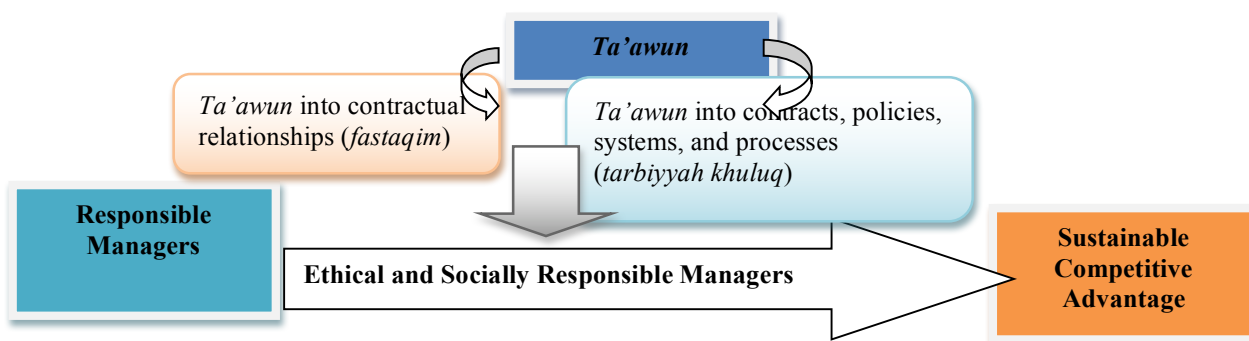 Ta’awun
Ta’awun into contractual
relationships (fastaqim)
Ta’awun into contracts, policies,
systems, and processes
(tarbiyyah khuluq)
Responsible
Managers
Ethical and Socially Responsible Managers
Sustainable
Competitive
Advantage